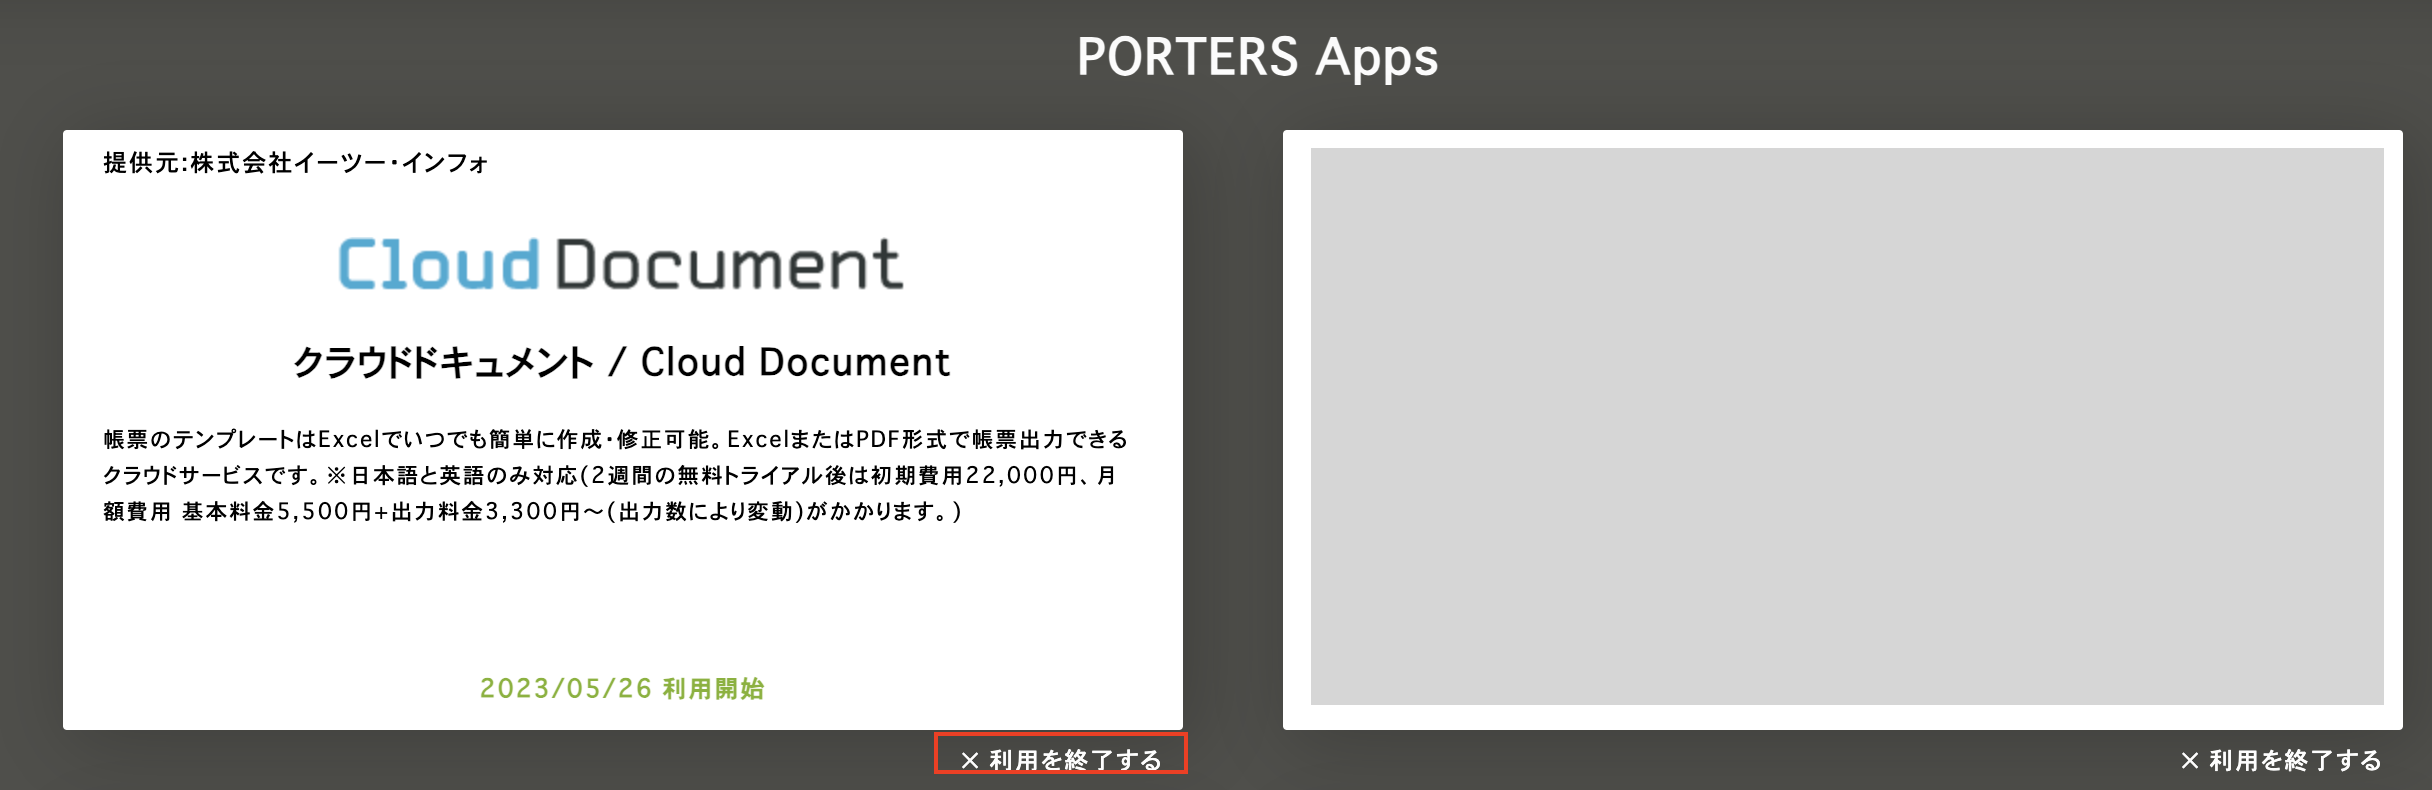 PORTERS Apps
提供元:株式会社イーツー・インフォ
Cloud Document
クラウドドキュメント / Cloud Document
帳票のテンプレートはExcelでいつでも簡単に作成・修正可能。ExcelまたはPDF形式で帳票出力できる
クラウドサービスです。※日本語と英語のみ対応(2週間の無料トライアル後は初期費用22,000円、月
額費用 基本料金5,500円+出力料金3,300円〜(出力数により変動)がかかります。)
2023/05/26 利用開始
× 利用を終了する
× 利用を終了する